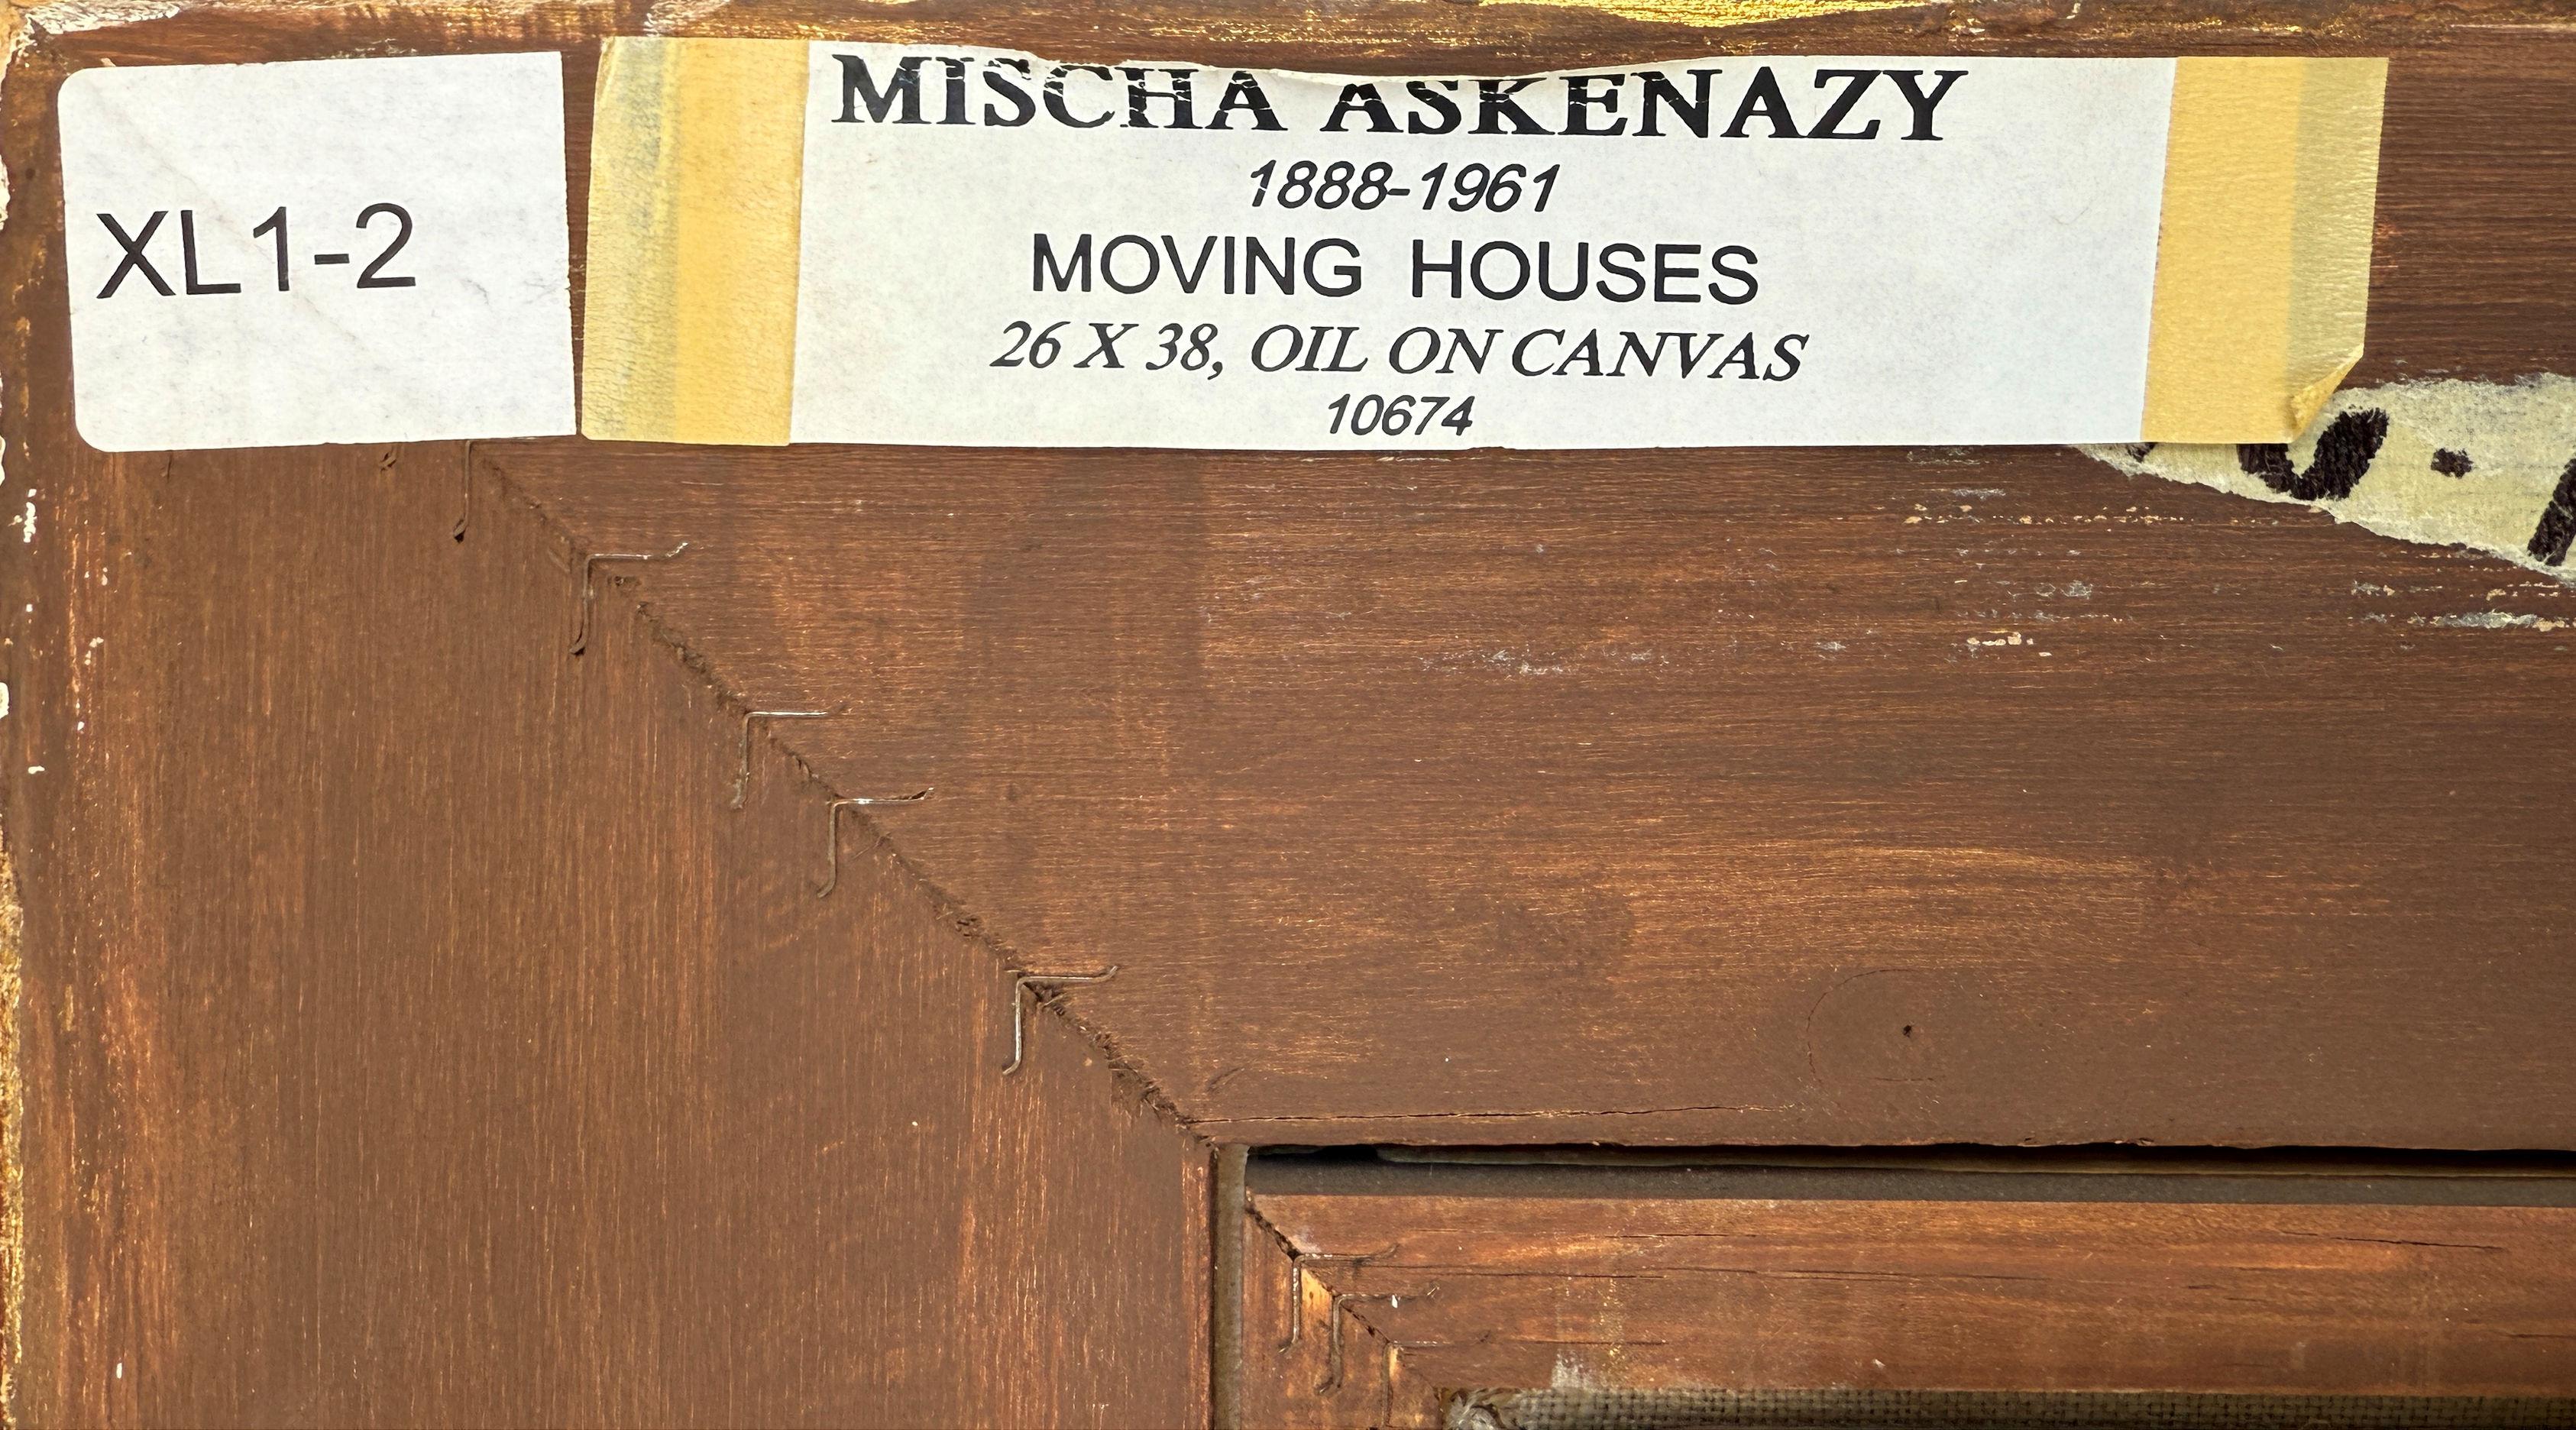 XL1-2
MISCHA ASKENAZY
1888-1961
MOVING HOUSES
26 X 38, OIL ON CANVAS
10674